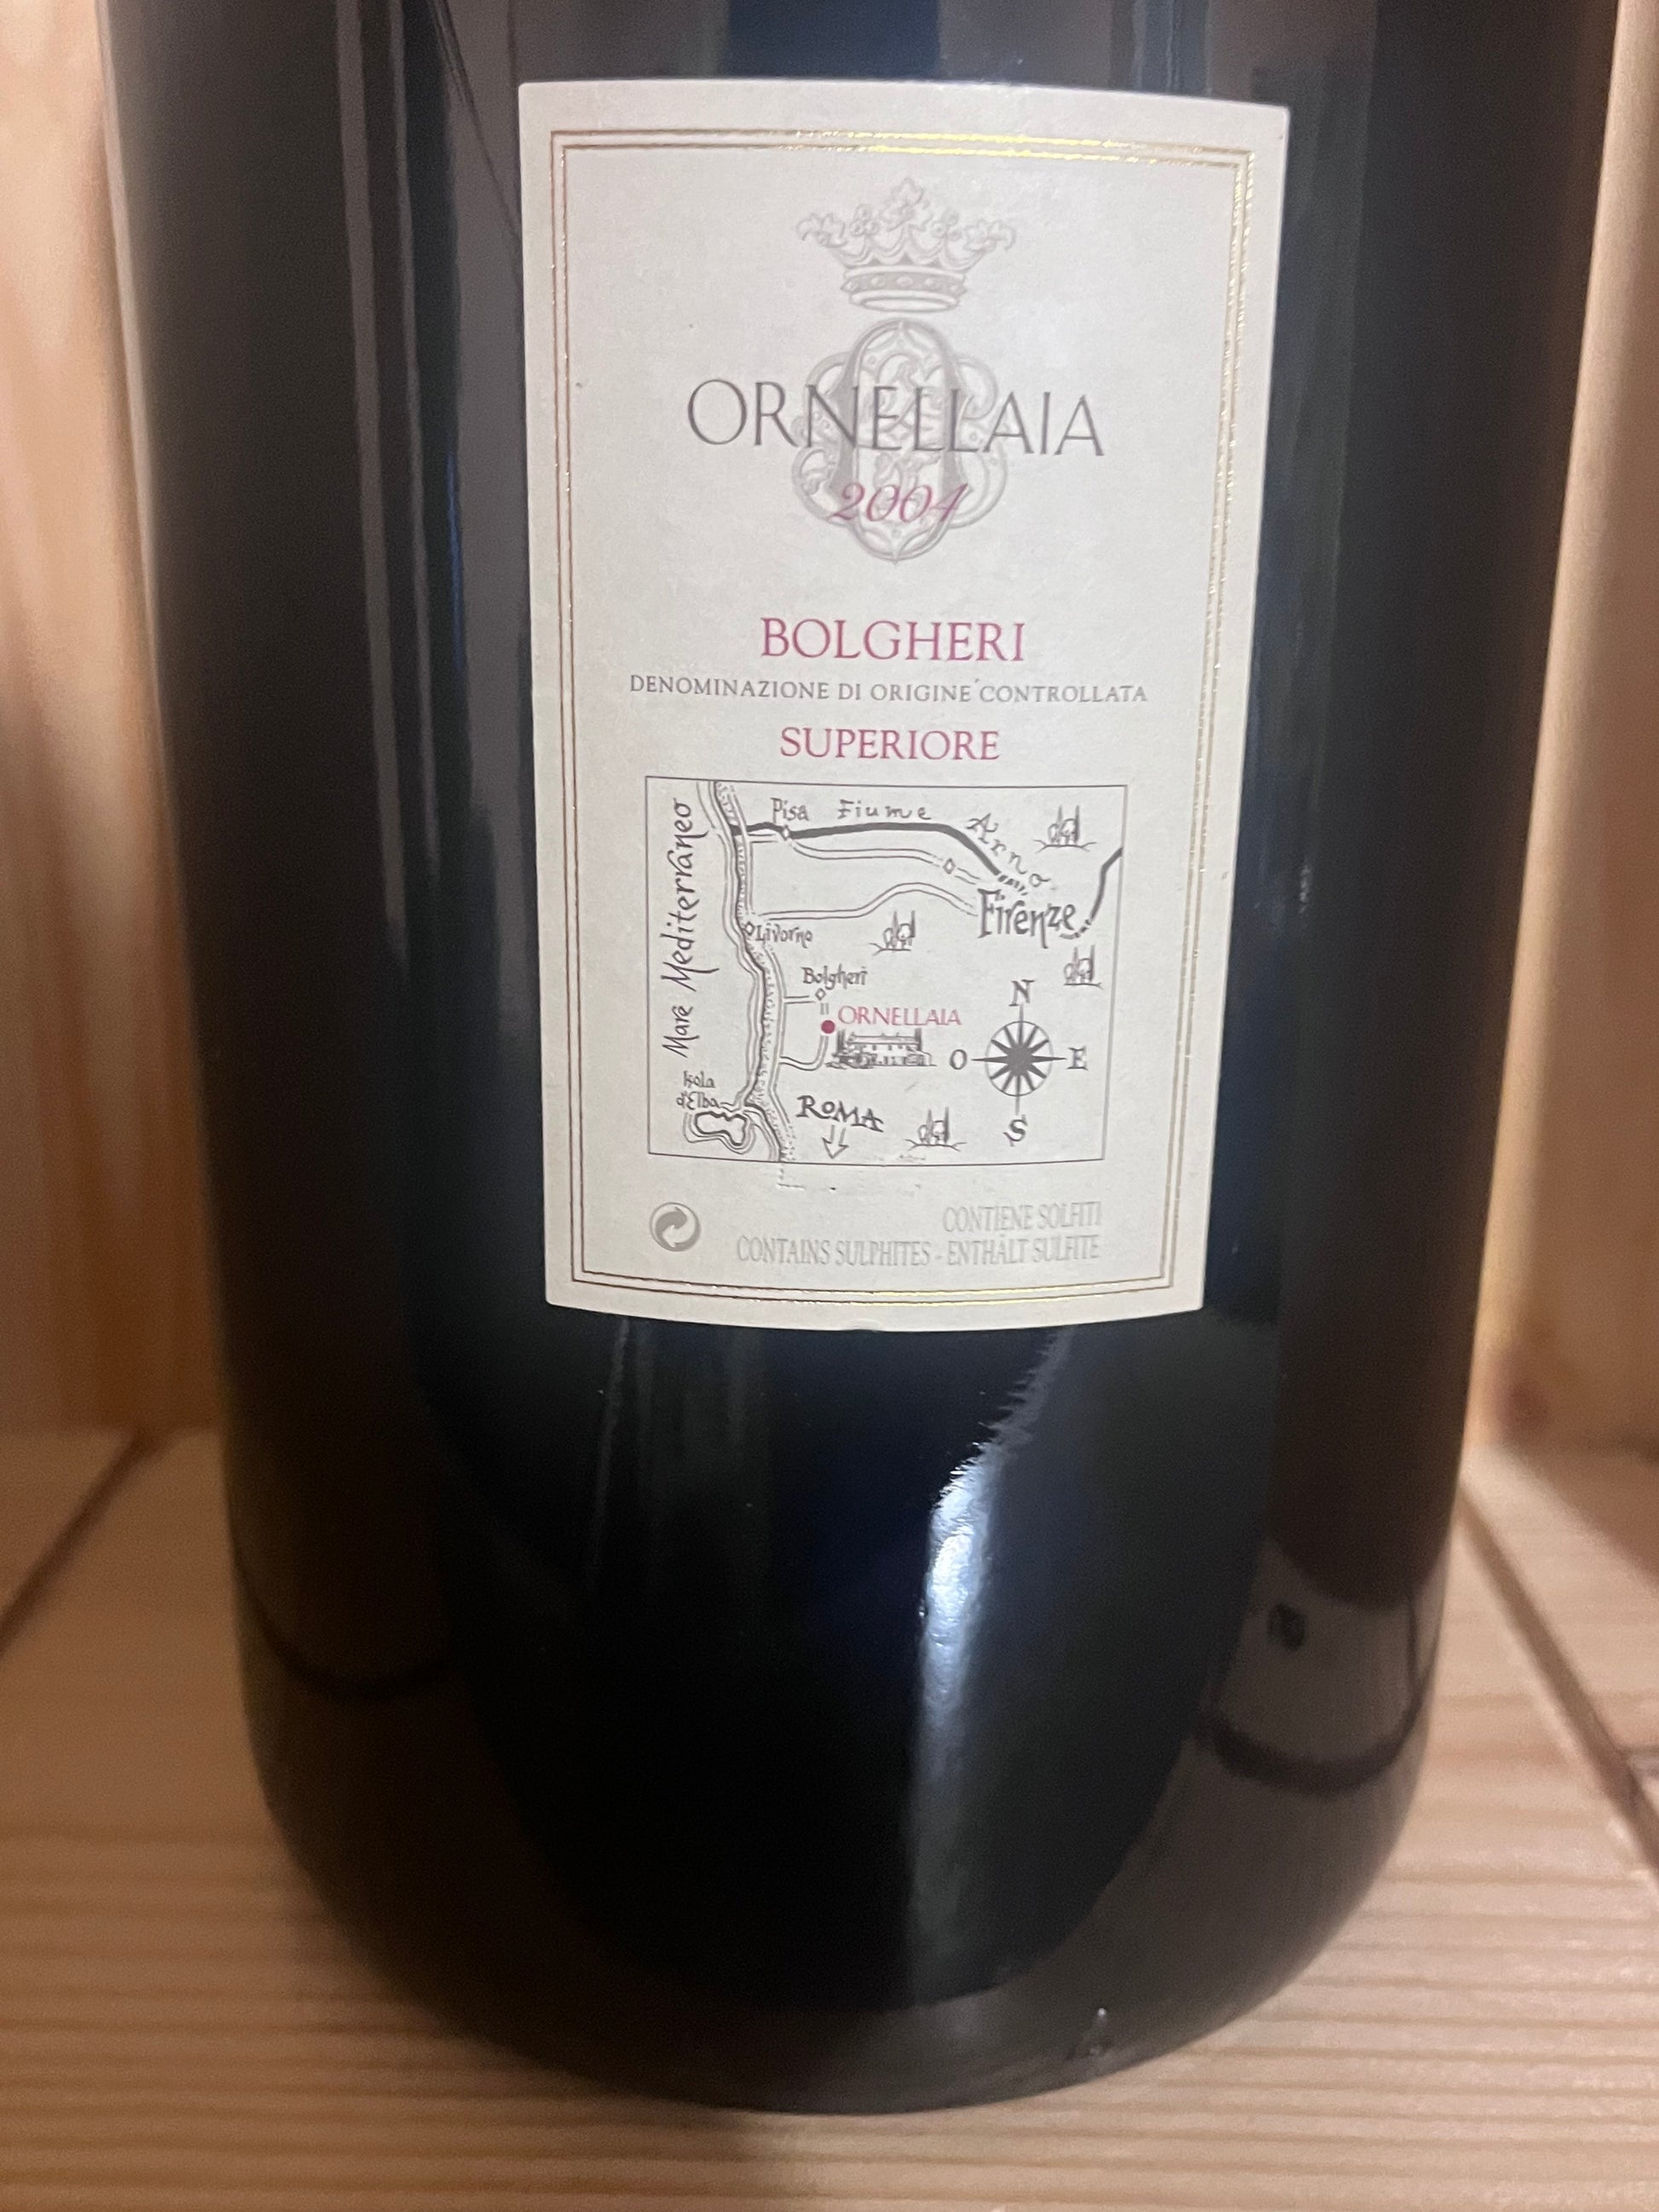 ORNELLAIA
2004
BOLGHERI
DENOMINAZIONE DI ORIGINE CONTROLLATA
SUPERIORE
Mare Mediterraneo
Pisa
Fiume Arno
Firenze
Livorno
Bolgheri
ORNELLAIA
N
O
E
S
Isola
d'Elba
ROMA
CONTIENE SOLFITI
CONTAINS SULPHITES - ENTHÄLT SULFITE